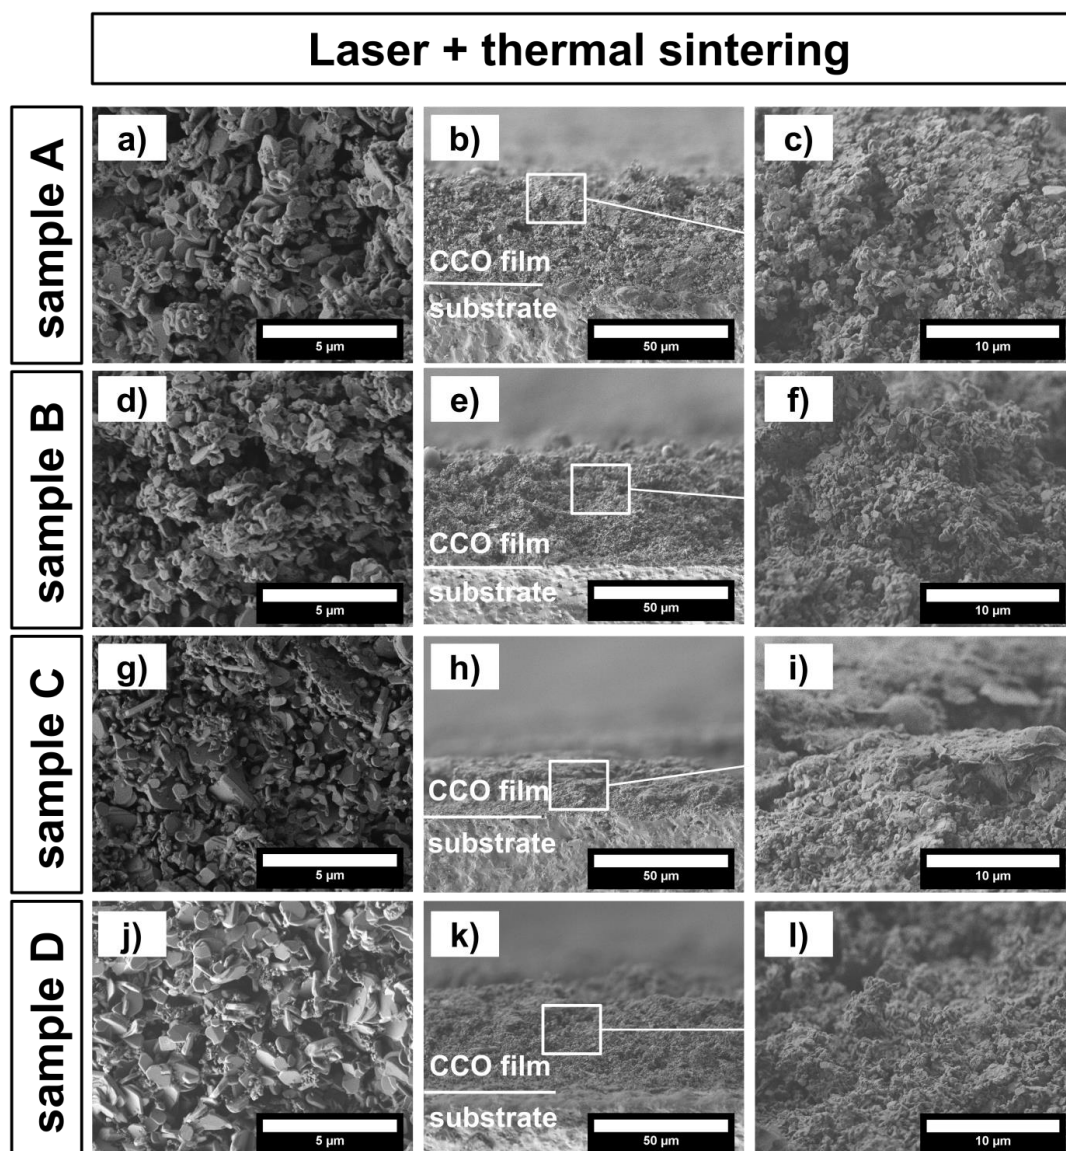 Laser + thermal sintering
sample A
a)
5 µm
b)
CCO film
substrate
50 µm
c)
10 µm
sample B
d)
5 µm
e)
CCO film
substrate
50 µm
f)
10 µm
sample C
g)
5 µm
h)
CCO film
substrate
50 µm
i)
10 µm
sample D
j)
5 µm
k)
CCO film
substrate
50 µm
l)
10 µm